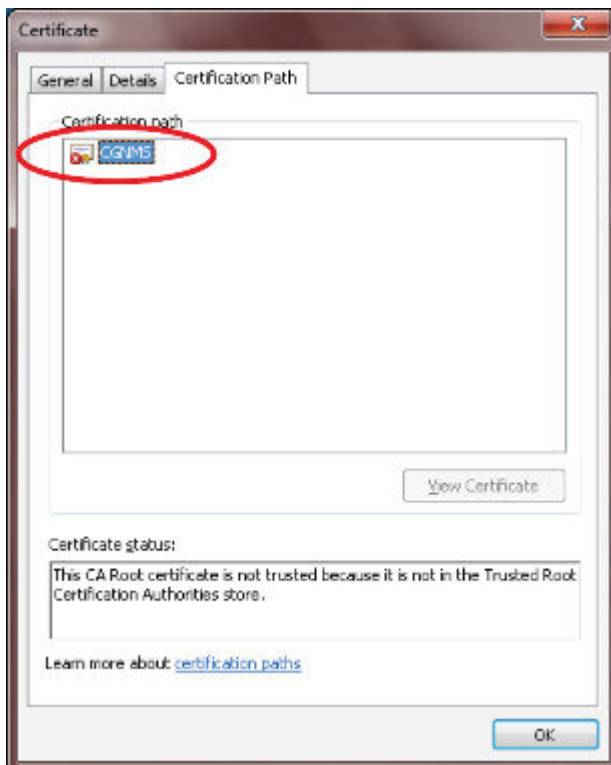 Certificate
General Details Certification Path
Certification path
CGNMS
View Certificate
Certificate status:
This CA Root certificate is not trusted because it is not in the Trusted Root
Certification Authorities store.
Learn more about certification paths
OK